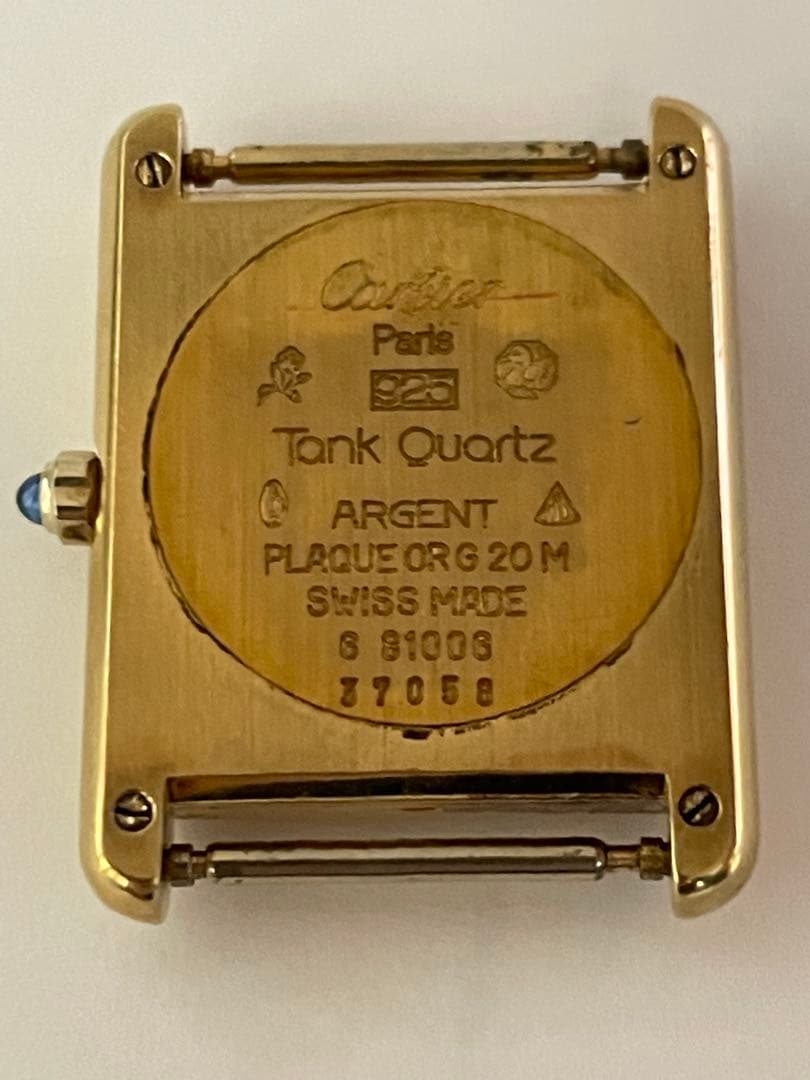 Cartier
Paris
925
Tank Quartz
ARGENT
PLAQUE OR G 20 M
SWISS MADE
6 81006
37058